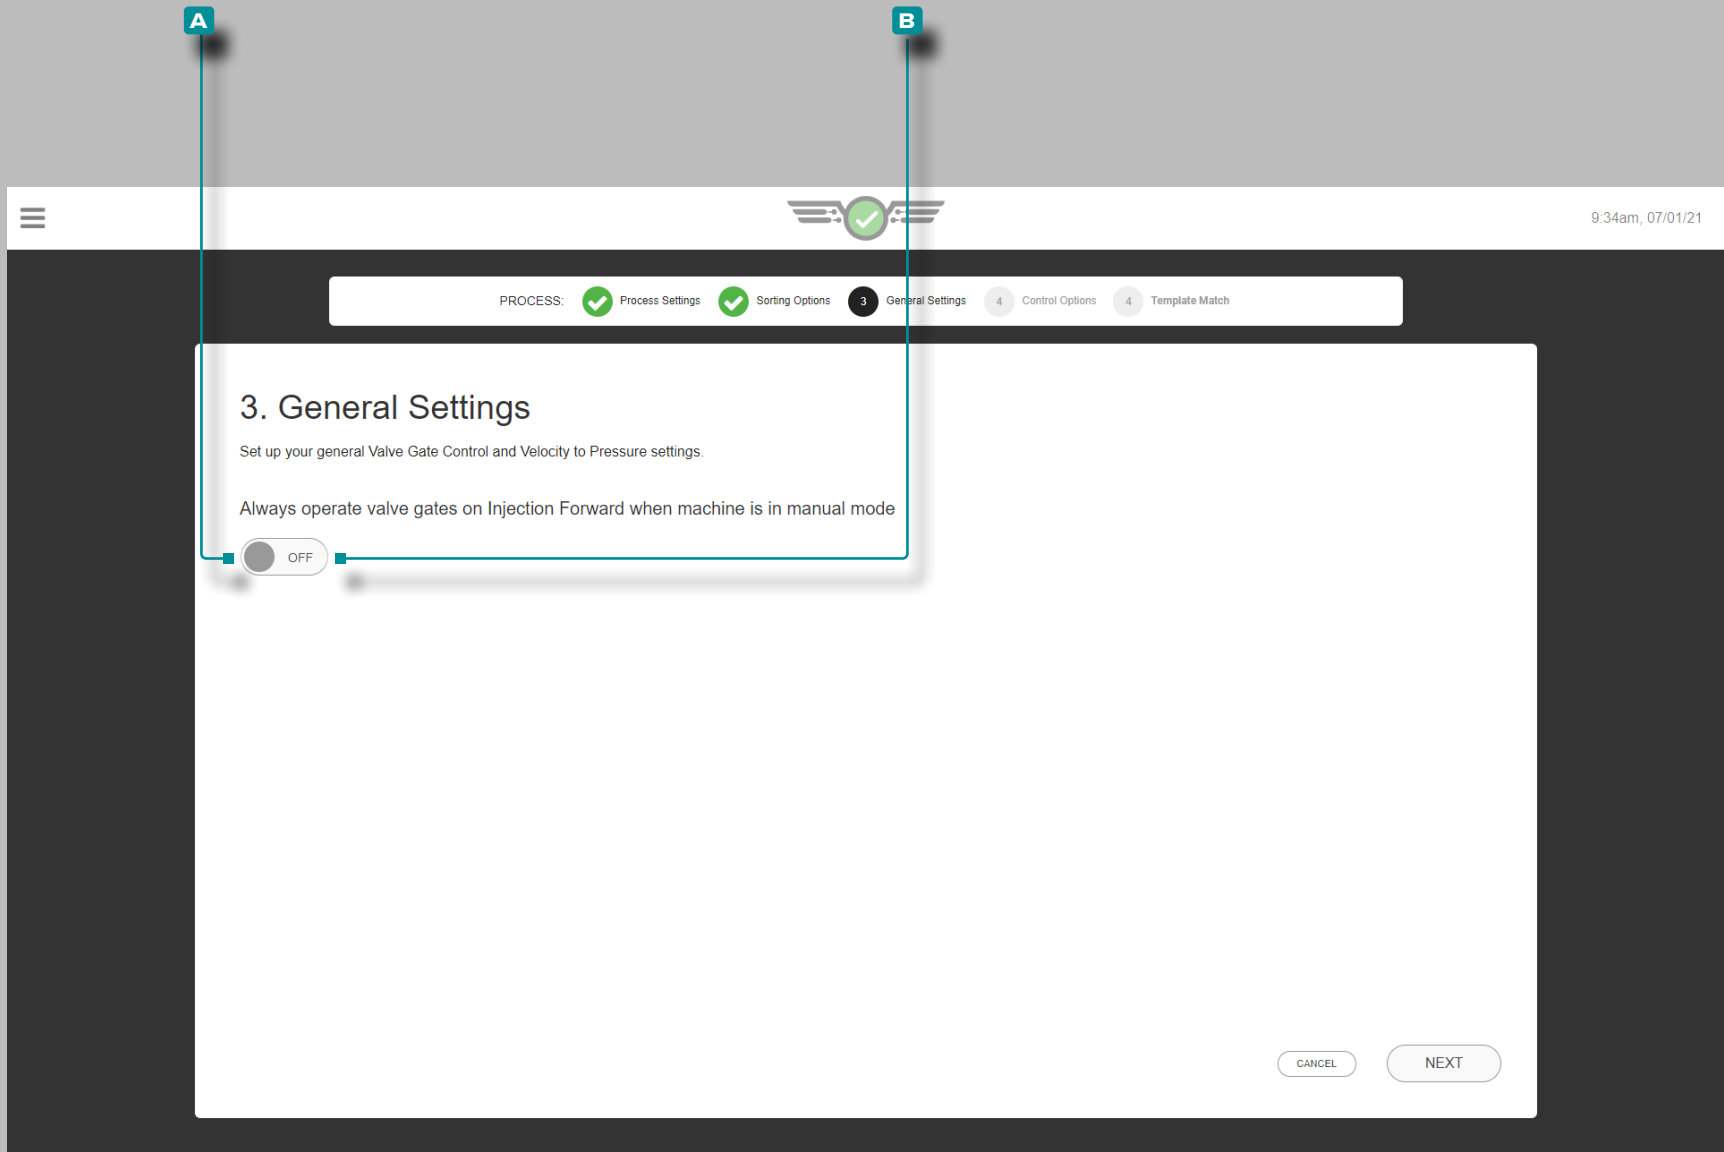 A B
9:34am, 07/01/21
PROCESS: Process Settings Sorting Options 3 General Settings 4 Control Options 4 Template Match
3. General Settings
Set up your general Valve Gate Control and Velocity to Pressure settings.
Always operate valve gates on Injection Forward when machine is in manual mode
OFF
CANCEL NEXT